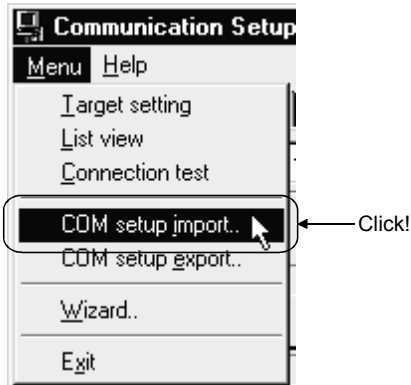 Communication Setup
Menu Help
Target setting
List view
Connection test
COM setup import.. Click!
COM setup export..
Wizard..
Exit